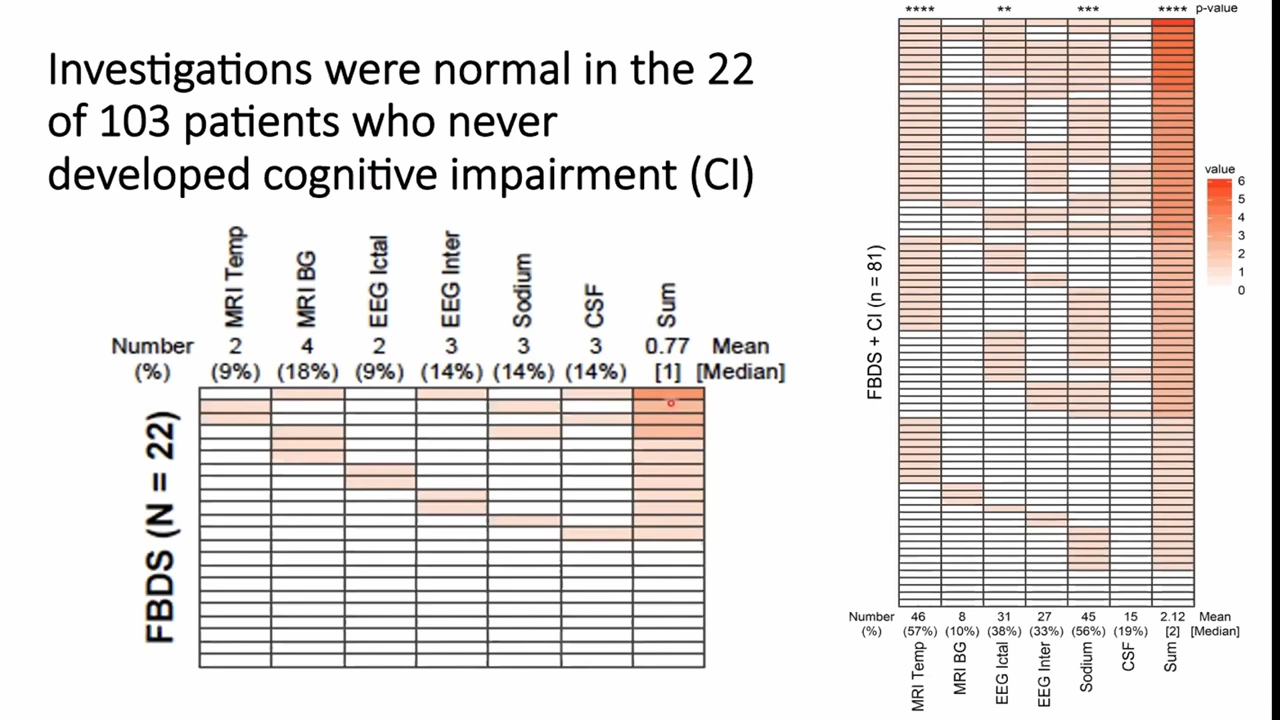 Investigations were normal in the 22
of 103 patients who never
developed cognitive impairment (CI)
MRI Temp
MRI BG
EEG Ictal
EEG Inter
Sodium
CSF
Sum
Number 2 4 2 3 3 3 0.77 Mean
(%) (9%) (18%) (9%) (14%) (14%) (14%) [1] [Median]
FBDS (N = 22)
**** ** *** **** p-value
FBDS + CI (n = 81)
value
6
5
4
3
2
1
0
Number 46 8 31 27 45 15 2.12 Mean
(%) (57%) (10%) (38%) (33%) (56%) (19%) [2] [Median]
MRI Temp
MRI BG
EEG Ictal
EEG Inter
Sodium
CSF
Sum